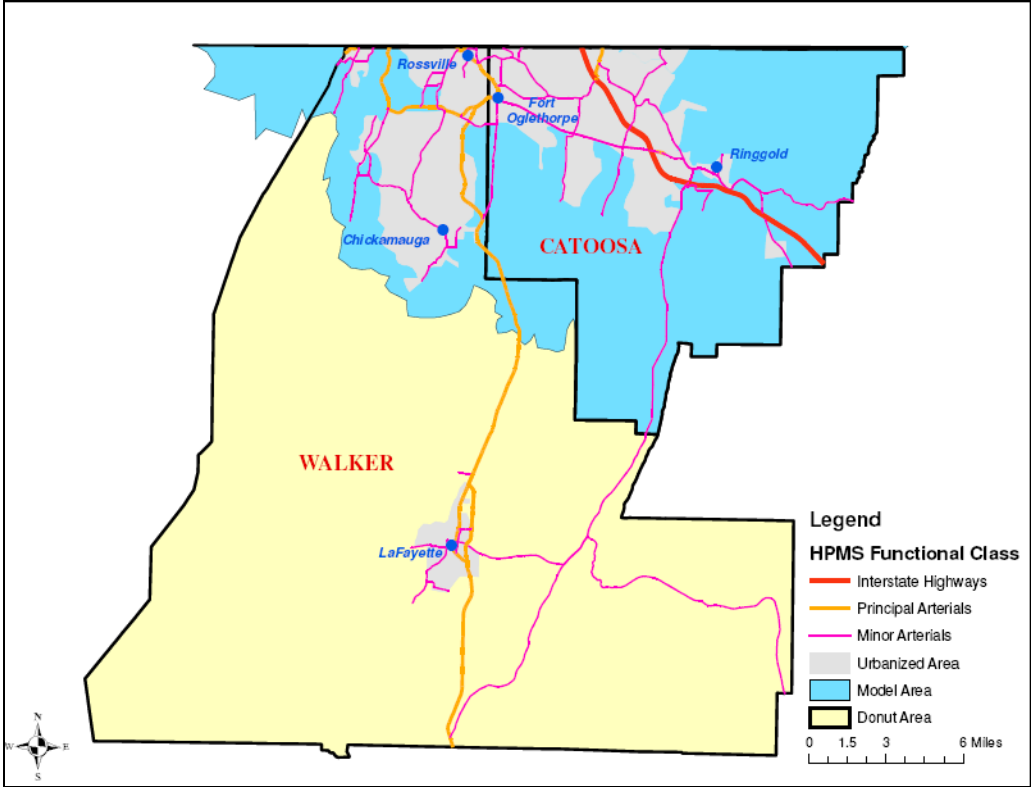 Rossville
Fort
Oglethorpe
Ringgold
Chickamauga
CATOOSA
WALKER
LaFayette
Legend
HPMS Functional Class
Interstate Highways
Principal Arterials
Minor Arterials
Urbanized Area
Model Area
Donut Area
0 1.5 3 6 Miles
N
W E
S